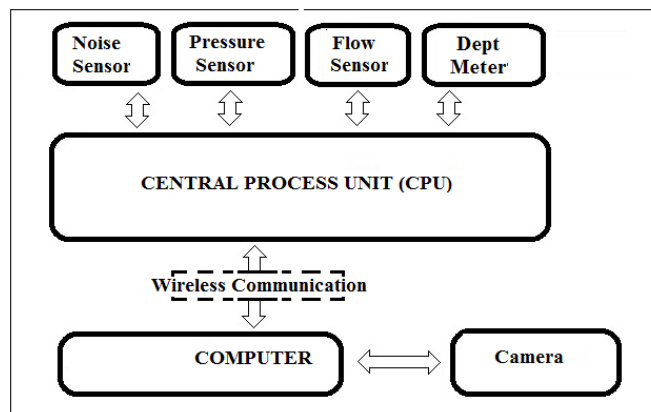 Noise
Sensor
Pressure
Sensor
Flow
Sensor
Dept
Meter
CENTRAL PROCESS UNIT (CPU)
Wireless Communication
COMPUTER
Camera